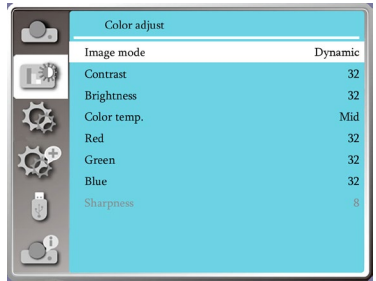 Color adjust
Image mode Dynamic
Contrast 32
Brightness 32
Color temp. Mid
Red 32
Green 32
Blue 32
Sharpness 8